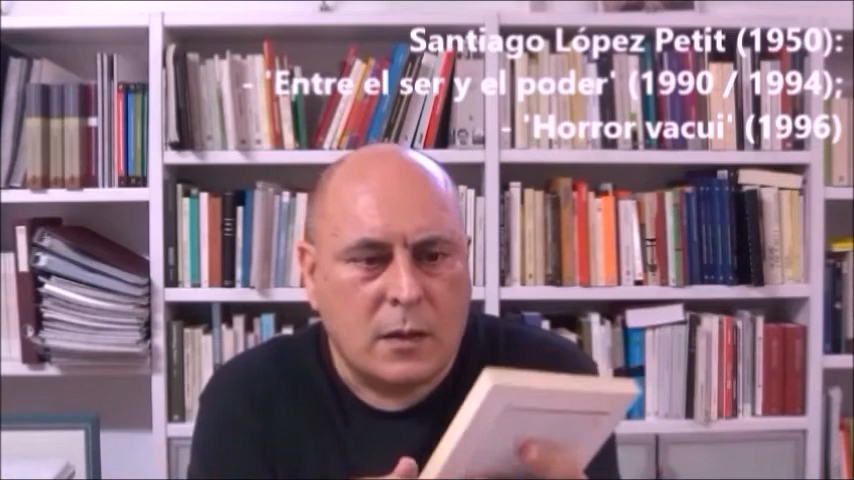 Santiago López Petit (1950):
- 'Entre el ser y el poder' (1990 / 1994);
- 'Horror vacui' (1996)